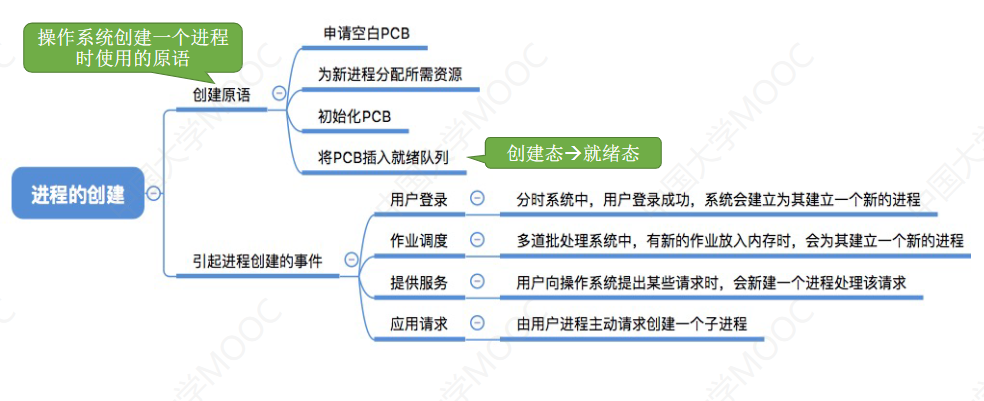 操作系统创建一个进程
时使用的原语
申请空白PCB
为新进程分配所需资源
创建原语
初始化PCB
将PCB插入就绪队列
创建态→就绪态
进程的创建
用户登录
分时系统中，用户登录成功，系统会建立为其建立一个新的进程
作业调度
多道批处理系统中，有新的作业放入内存时，会为其建立一个新的进程
引起进程创建的事件
提供服务
用户向操作系统提出某些请求时，会新建一个进程处理该请求
应用请求
由用户进程主动请求创建一个子进程
中国大学MOOC